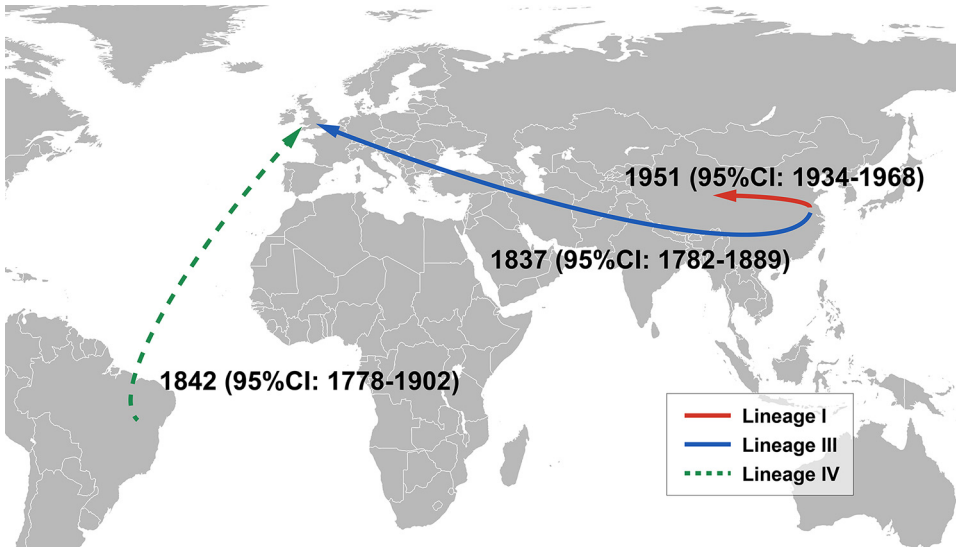 1951 (95%CI: 1934-1968)
1837 (95%CI: 1782-1889)
1842 (95%CI: 1778-1902)
Lineage I
Lineage III
Lineage IV